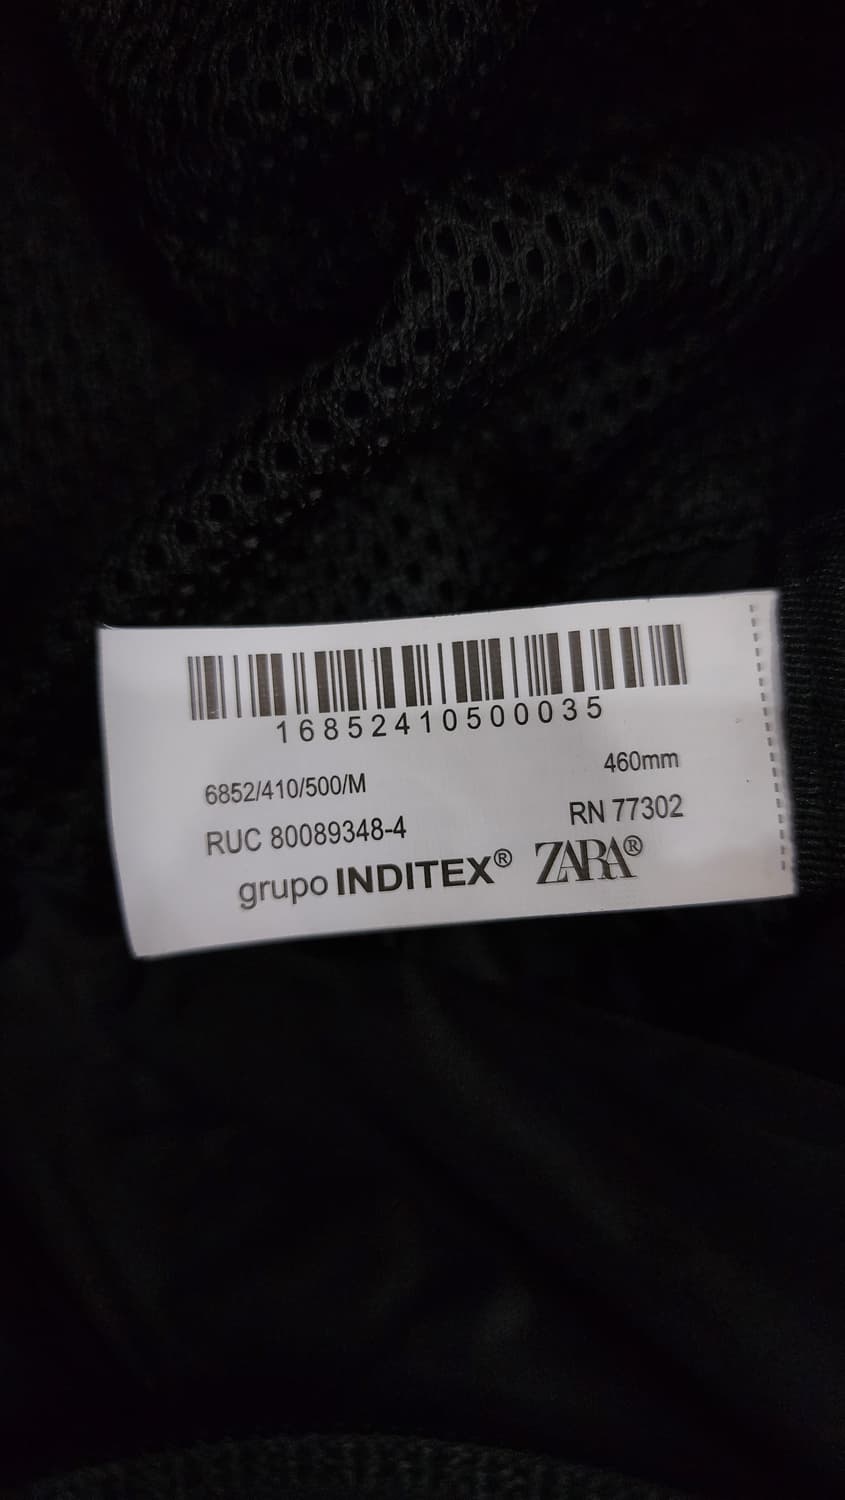 16852410500035
6852/410/500/M 460mm
RUC 80089348-4 RN 77302
grupo INDITEX® ZARA®